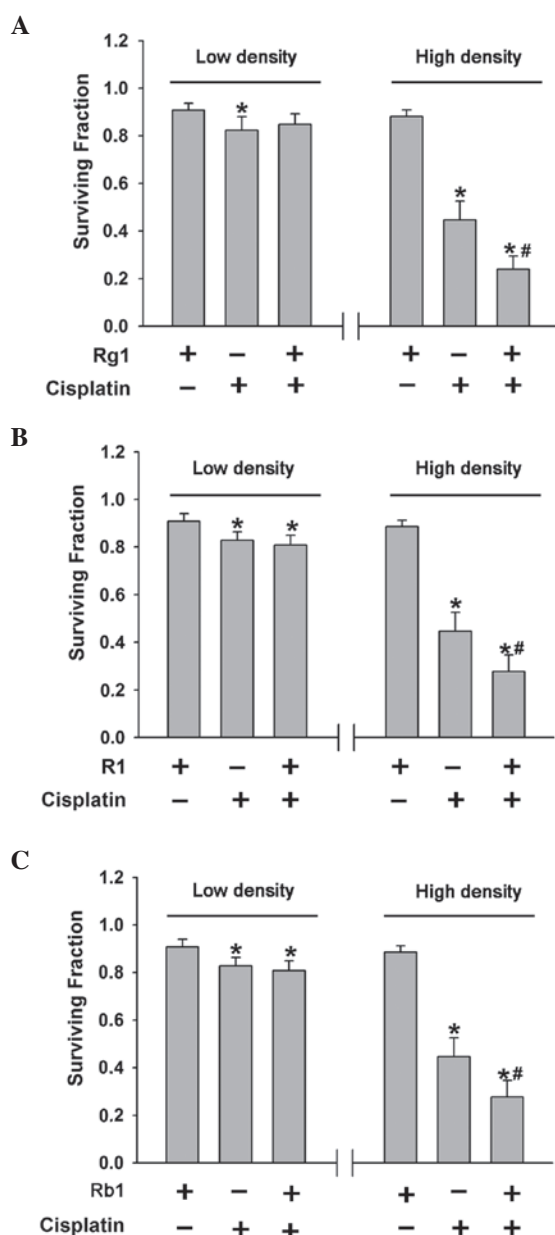 A
1.2
Low density
High density
1.0
*
0.8
Surviving Fraction
0.6
*
0.4
*#
0.2
0.0
Rg1 + − + + − +
Cisplatin − + + − + +
B
1.2
Low density
High density
1.0
* *
0.8
Surviving Fraction
0.6
*
0.4
*#
0.2
0.0
R1 + − + + − +
Cisplatin − + + − + +
C
1.2
Low density
High density
1.0
* *
0.8
Surviving Fraction
0.6
*
0.4
*#
0.2
0.0
Rb1 + − + + − +
Cisplatin − + + − + +